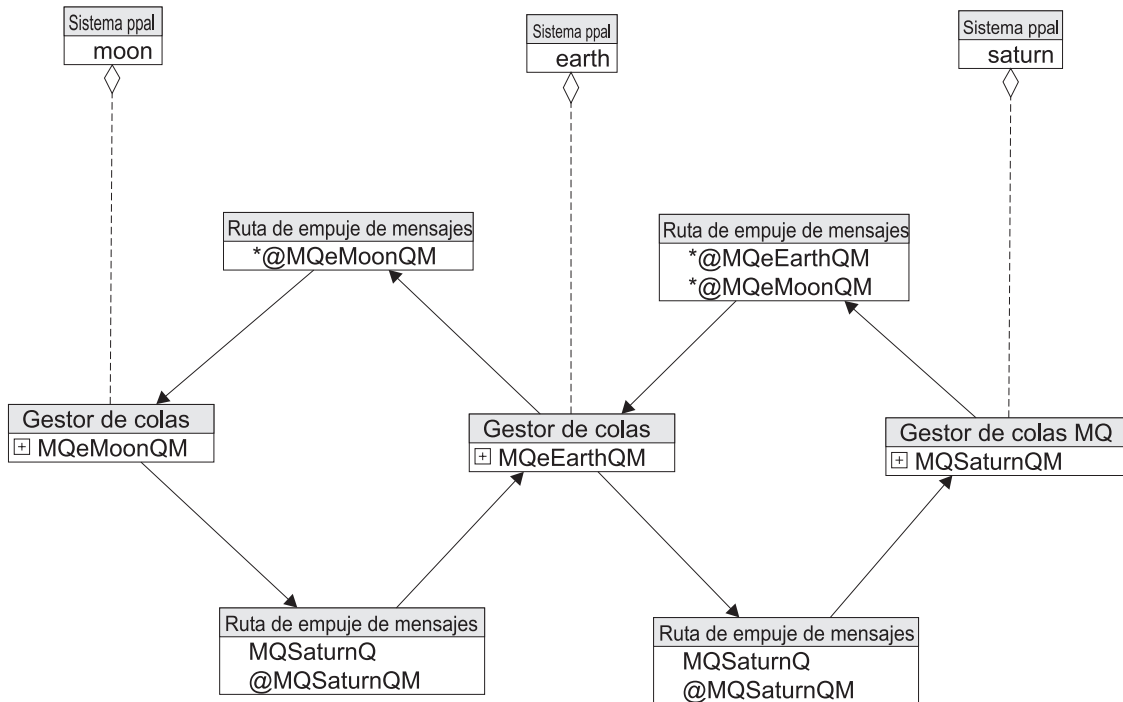 Sistema ppal
moon
Sistema ppal
earth
Sistema ppal
saturn
Ruta de empuje de mensajes
*@MQeMoonQM
Ruta de empuje de mensajes
*@MQeEarthQM
*@MQeMoonQM
Gestor de colas
MQeMoonQM
Gestor de colas
MQeEarthQM
Gestor de colas MQ
MQSaturnQM
Ruta de empuje de mensajes
MQSaturnQ
@MQSaturnQM
Ruta de empuje de mensajes
MQSaturnQ
@MQSaturnQM